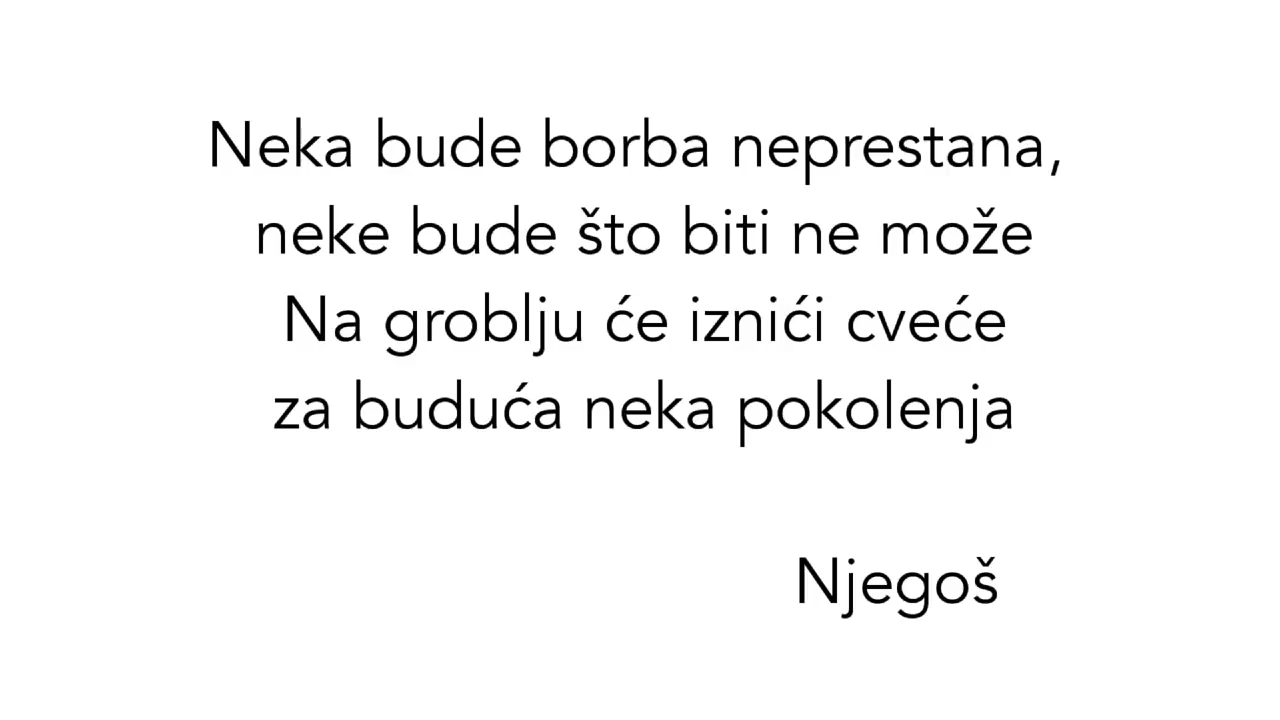 Neka bude borba neprestana,
neke bude što biti ne može
Na groblju će iznići cveće
za buduća neka pokolenja
Njegoš